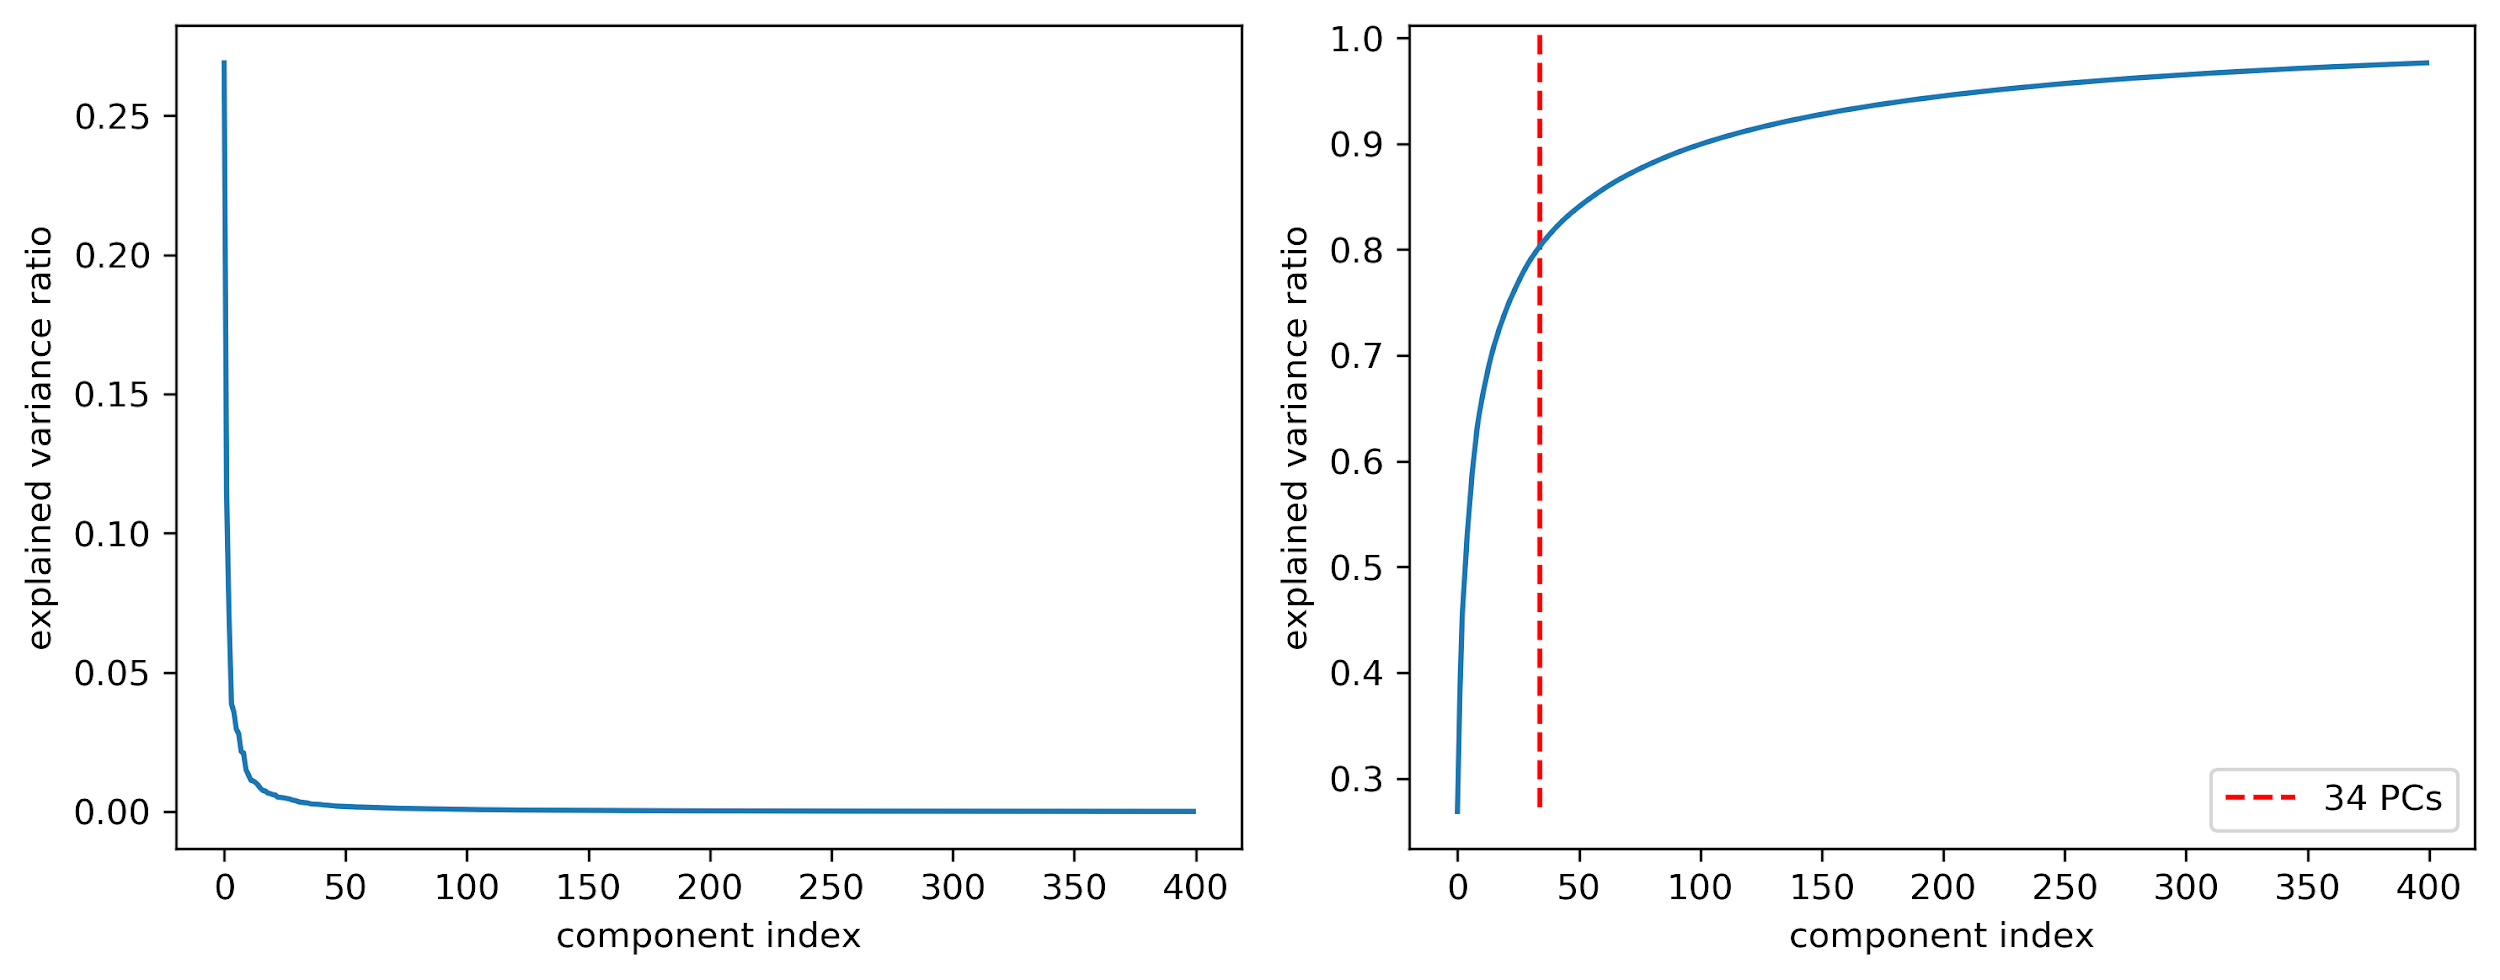 explained variance ratio
0.25
0.20
0.15
0.10
0.05
0.00
0 50 100 150 200 250 300 350 400
component index
explained variance ratio
1.0
0.9
0.8
0.7
0.6
0.5
0.4
0.3
34 PCs
0 50 100 150 200 250 300 350 400
component index